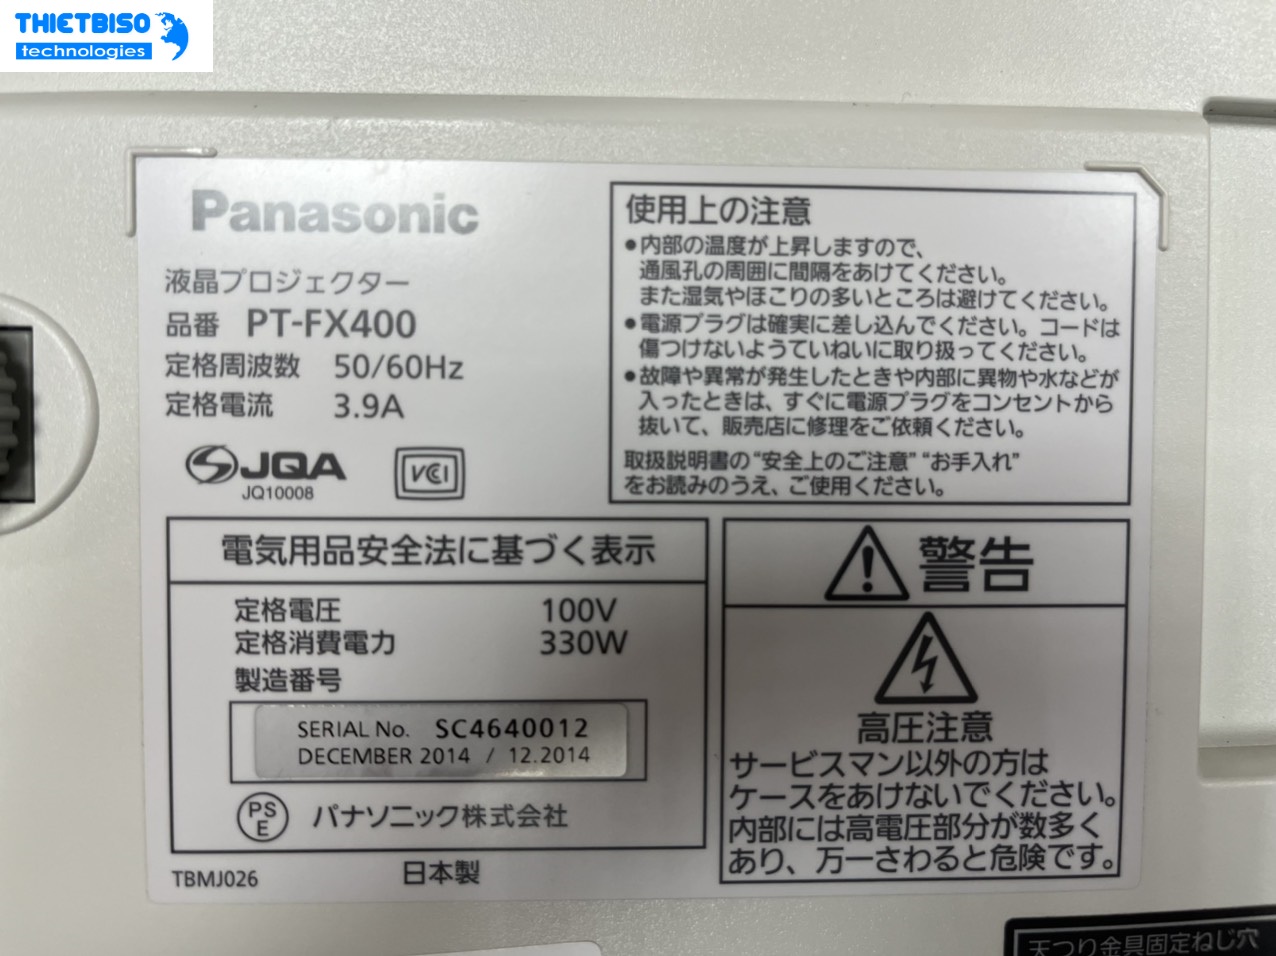 THIETBISO
technologies
Panasonic
液晶プロジェクター
品番 PT-FX400
定格周波数 50/60Hz
定格電流 3.9A
JQA
JQ10008
VCI
使用上の注意
●内部の温度が上昇しますので、
通風孔の周囲に間隔をあけてください。
また湿気やほこりの多いところは避けてください。
●電源プラグは確実に差し込んでください。コードは
傷つけないようていねいに取り扱ってください。
●故障や異常が発生したときや内部に異物や水などが
入ったときは、すぐに電源プラグをコンセントから
抜いて、販売店に修理をご依頼ください。
取扱説明書の“安全上のご注意”“お手入れ”
をお読みのうえ、ご使用ください。
電気用品安全法に基づく表示
定格電圧 100V
定格消費電力 330W
製造番号
SERIAL No. SC4640012
DECEMBER 2014 / 12.2014
PS
E
パナソニック株式会社
TBMJ026
日本製
警告
高圧注意
サービスマン以外の方は
ケースをあけないでください。
内部には高電圧部分が数多く
あり、万一さわると危険です。
天つり金具固定ねじ穴